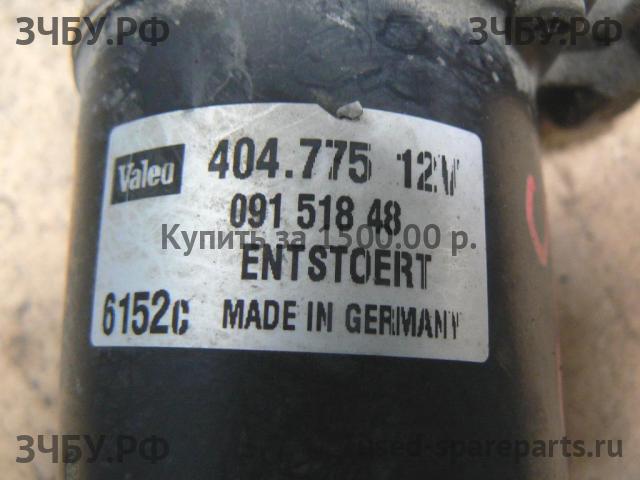 ЗЧБУ.РФ
ЗЧБУ.РФ
Valeo 404.775 12V
091 518 48
Купить за 1500.00 р.
ENTSTOERT
6152C MADE IN GERMANY
ЗЧБУ.РФ
used-spareparts.ru